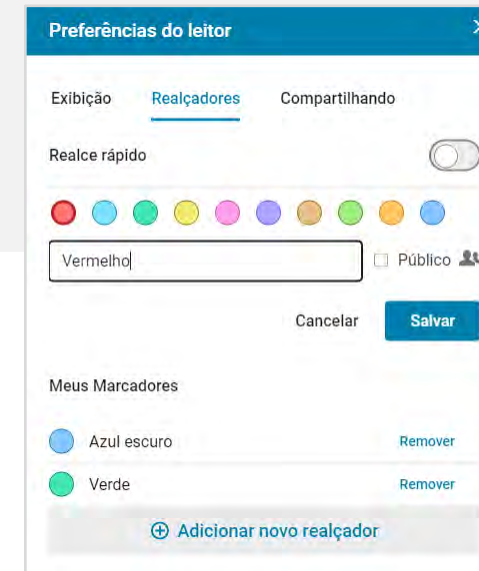 Preferências do leitor
Exibição Realçadores Compartilhando
Realce rápido
Vermelho
Público
Cancelar Salvar
Meus Marcadores
Azul escuro Remover
Verde Remover
Adicionar novo realçador